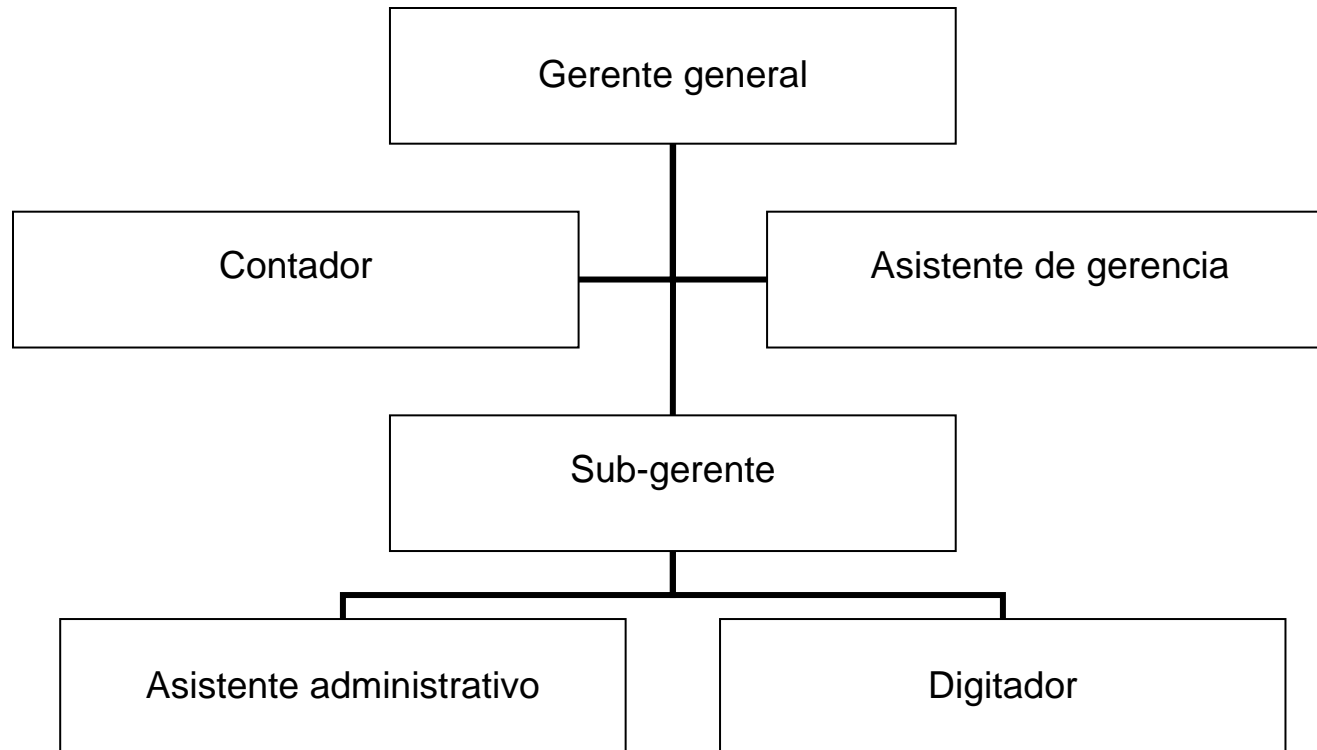 Gerente general
Contador
Asistente de gerencia
Sub-gerente
Asistente administrativo
Digitador